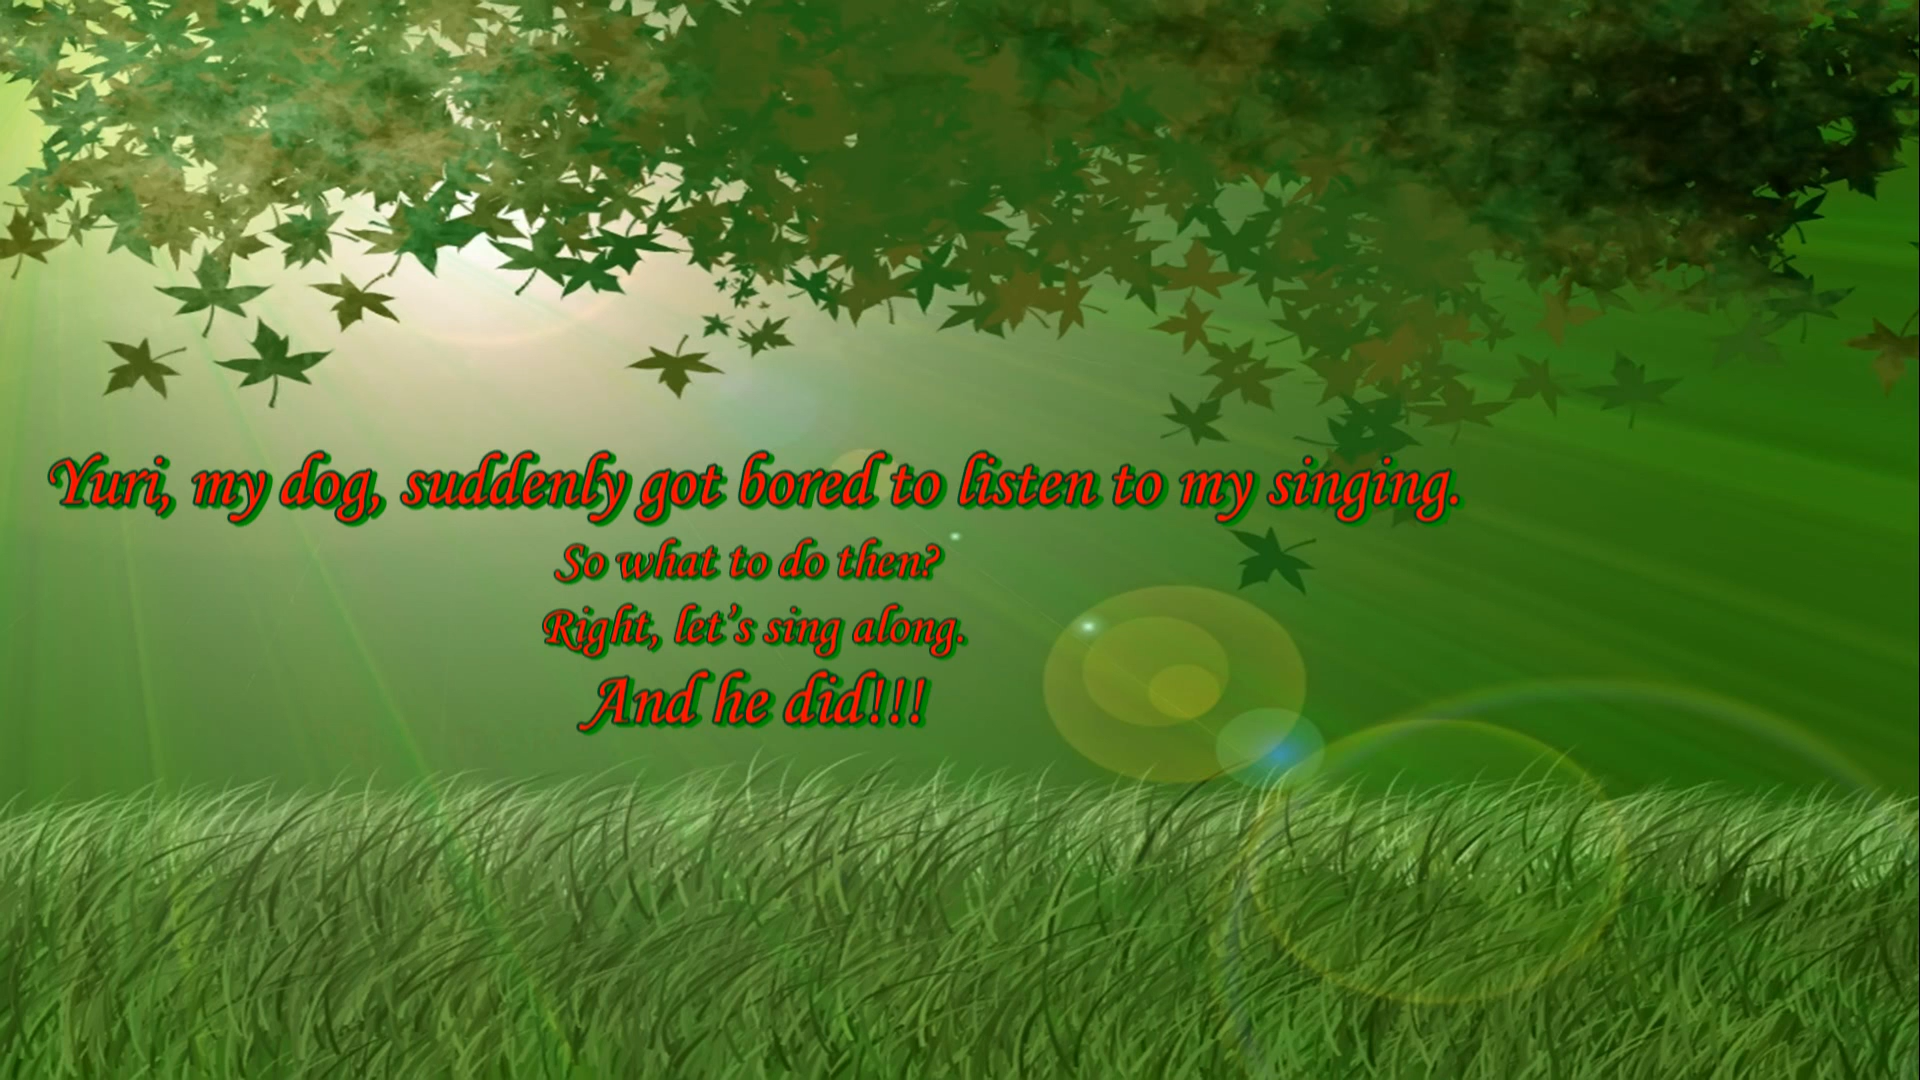 Yuri, my dog, suddenly got bored to listen to my singing.
So what to do then?
Right, let’s sing along.
And he did!!!